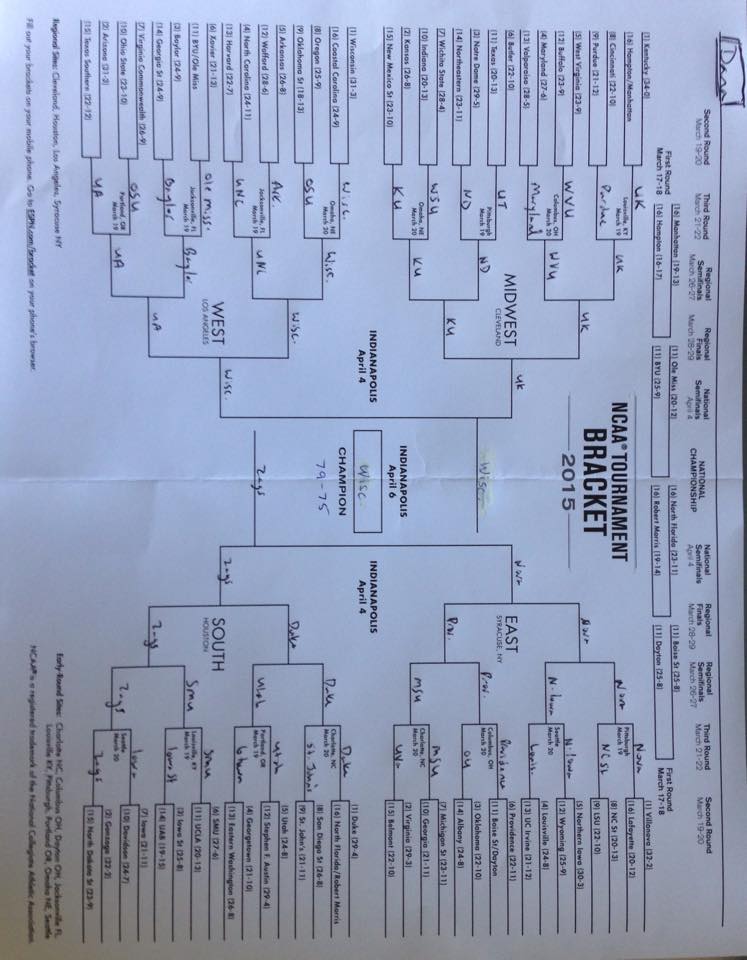 Dean
NCAA® TOURNAMENT
BRACKET
2015
Second Round
March 19-20
Third Round
March 21-22
Regional
Semifinals
March 26-27
Regional
Finals
March 28-29
National
Semifinals
April 4
NATIONAL
CHAMPIONSHIP
National
Semifinals
April 4
Regional
Finals
March 28-29
Regional
Semifinals
March 26-27
Third Round
March 21-22
Second Round
March 19-20
First Round
March 17-18
(16) Manhattan (19-13)
(16) Hampton (16-17)
(11) Ole Miss (20-12)
(11) BYU (25-9)
(16) North Florida (23-11)
(16) Robert Morris (19-14)
(11) Boise St (25-8)
(11) Dayton (25-8)
First Round
March 17-18
(1) Kentucky (34-0)
(16) Hampton/Manhattan
(8) Cincinnati (22-10)
(9) Purdue (21-12)
(5) West Virginia (23-9)
(12) Buffalo (23-9)
(4) Maryland (27-6)
(13) Valparaiso (28-5)
(6) Butler (22-10)
(11) Texas (20-13)
(3) Notre Dame (29-5)
(14) Northeastern (23-11)
(7) Wichita State (28-4)
(10) Indiana (20-13)
(2) Kansas (26-8)
(15) New Mexico St (23-10)
UK
Louisville, KY
March 19
Purdue
WVU
Columbus, OH
March 20
Maryland
UT
Pittsburgh
March 19
ND
WSU
Omaha, NE
March 20
KU
UK
WVU
ND
KU
UK
KU
UK
MIDWEST
CLEVELAND
(1) Wisconsin (31-3)
(16) Coastal Carolina (24-9)
(8) Oregon (25-9)
(9) Oklahoma St (18-13)
(5) Arkansas (26-8)
(12) Wofford (28-6)
(4) North Carolina (24-11)
(13) Harvard (22-7)
(6) Xavier (21-13)
(11) BYU/Ole Miss
(3) Baylor (24-9)
(14) Georgia St (24-9)
(7) Virginia Commonwealth (26-9)
(10) Ohio State (23-10)
(2) Arizona (31-3)
(15) Texas Southern (22-12)
Wisc.
Omaha, NE
March 20
OSU
Ark.
Jacksonville, FL
March 19
UNC
Ole Miss.
Jacksonville, FL
March 19
Baylor
OSU
Portland, OR
March 19
UA
Wisc.
UNC
Baylor
UA
Wisc.
UA
Wisc.
WEST
LOS ANGELES
INDIANAPOLIS
April 4
Wisc
INDIANAPOLIS
April 6
Wisc
CHAMPION
79-75
Zags
INDIANAPOLIS
April 4
EAST
SYRACUSE, NY
Nova
Nova
Prov.
Nova
N. Iowa
Prov.
MSU
Nova
Pittsburgh
March 19
NCSt
N. Iowa
Seattle
March 20
Louis.
Providence
Columbus, OH
March 20
OU
MSU
Charlotte, NC
March 20
UVA
(1) Villanova (32-2)
(16) Lafayette (20-12)
(8) NC St (20-13)
(9) LSU (22-10)
(5) Northern Iowa (30-3)
(12) Wyoming (25-9)
(4) Louisville (24-8)
(13) UC Irvine (21-12)
(6) Providence (22-11)
(11) Boise St/Dayton
(3) Oklahoma (22-10)
(14) Albany (24-8)
(7) Michigan St (23-11)
(10) Georgia (21-11)
(2) Virginia (29-3)
(15) Belmont (22-10)
SOUTH
HOUSTON
Zags
Duke
Zags
Duke
Utah
SMU
Zags
Duke
Charlotte, NC
March 20
St. John's
Utah
Portland, OR
March 19
SMU
Louisville, KY
March 19
Iowa St
Iowa
Seattle
March 20
Zags
(1) Duke (29-4)
(16) North Florida/Robert Morris
(8) San Diego St (26-8)
(9) St. John's (21-11)
(5) Utah (24-8)
(12) Stephen F. Austin (29-4)
(4) Georgetown (21-10)
(13) Eastern Washington (26-8)
(6) SMU (27-6)
(11) UCLA (20-13)
(3) Iowa St (25-8)
(14) UAB (19-15)
(7) Iowa (21-11)
(10) Davidson (24-7)
(2) Gonzaga (32-2)
(15) North Dakota St (23-9)
Regional Sites: Cleveland, Houston, Los Angeles, Syracuse NY
Early-Round Sites: Charlotte NC, Columbus OH, Dayton OH, Jacksonville FL,
Louisville KY, Pittsburgh, Portland OR, Omaha NE, Seattle
Fill out your brackets on your mobile phone. Go to ESPN.com/bracket on your phone's browser.
NCAA® is a registered trademark of the National Collegiate Athletic Association.